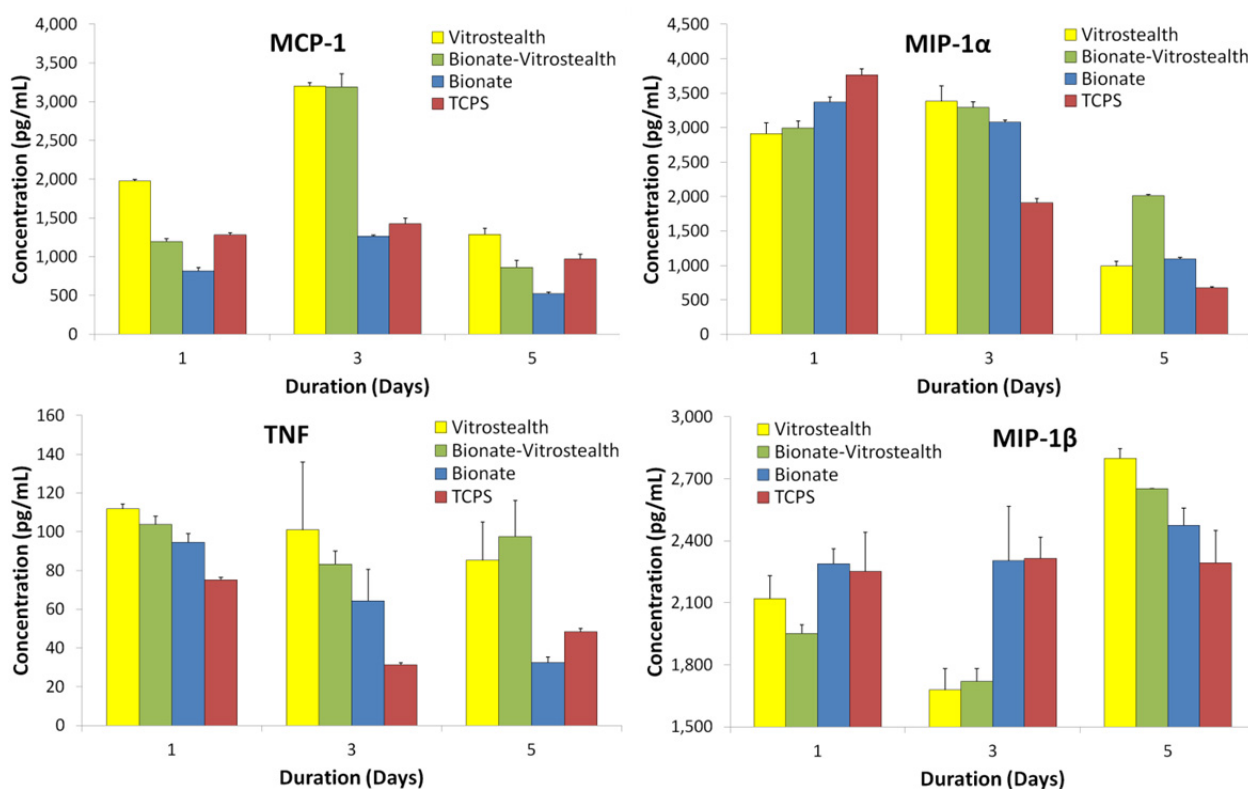 MCP-1
Concentration (pg/mL)
4,000
3,500
3,000
2,500
2,000
1,500
1,000
500
0
Vitrostealth
Bionate-Vitrostealth
Bionate
TCPS
1 3 5
Duration (Days)
MIP-1α
Concentration (pg/mL)
4,500
4,000
3,500
3,000
2,500
2,000
1,500
1,000
500
0
Vitrostealth
Bionate-Vitrostealth
Bionate
TCPS
1 3 5
Duration (Days)
TNF
Concentration (pg/mL)
160
140
120
100
80
60
40
20
0
Vitrostealth
Bionate-Vitrostealth
Bionate
TCPS
1 3 5
Duration (Days)
MIP-1β
Concentration (pg/mL)
3,000
2,700
2,400
2,100
1,800
1,500
Vitrostealth
Bionate-Vitrostealth
Bionate
TCPS
1 3 5
Duration (Days)